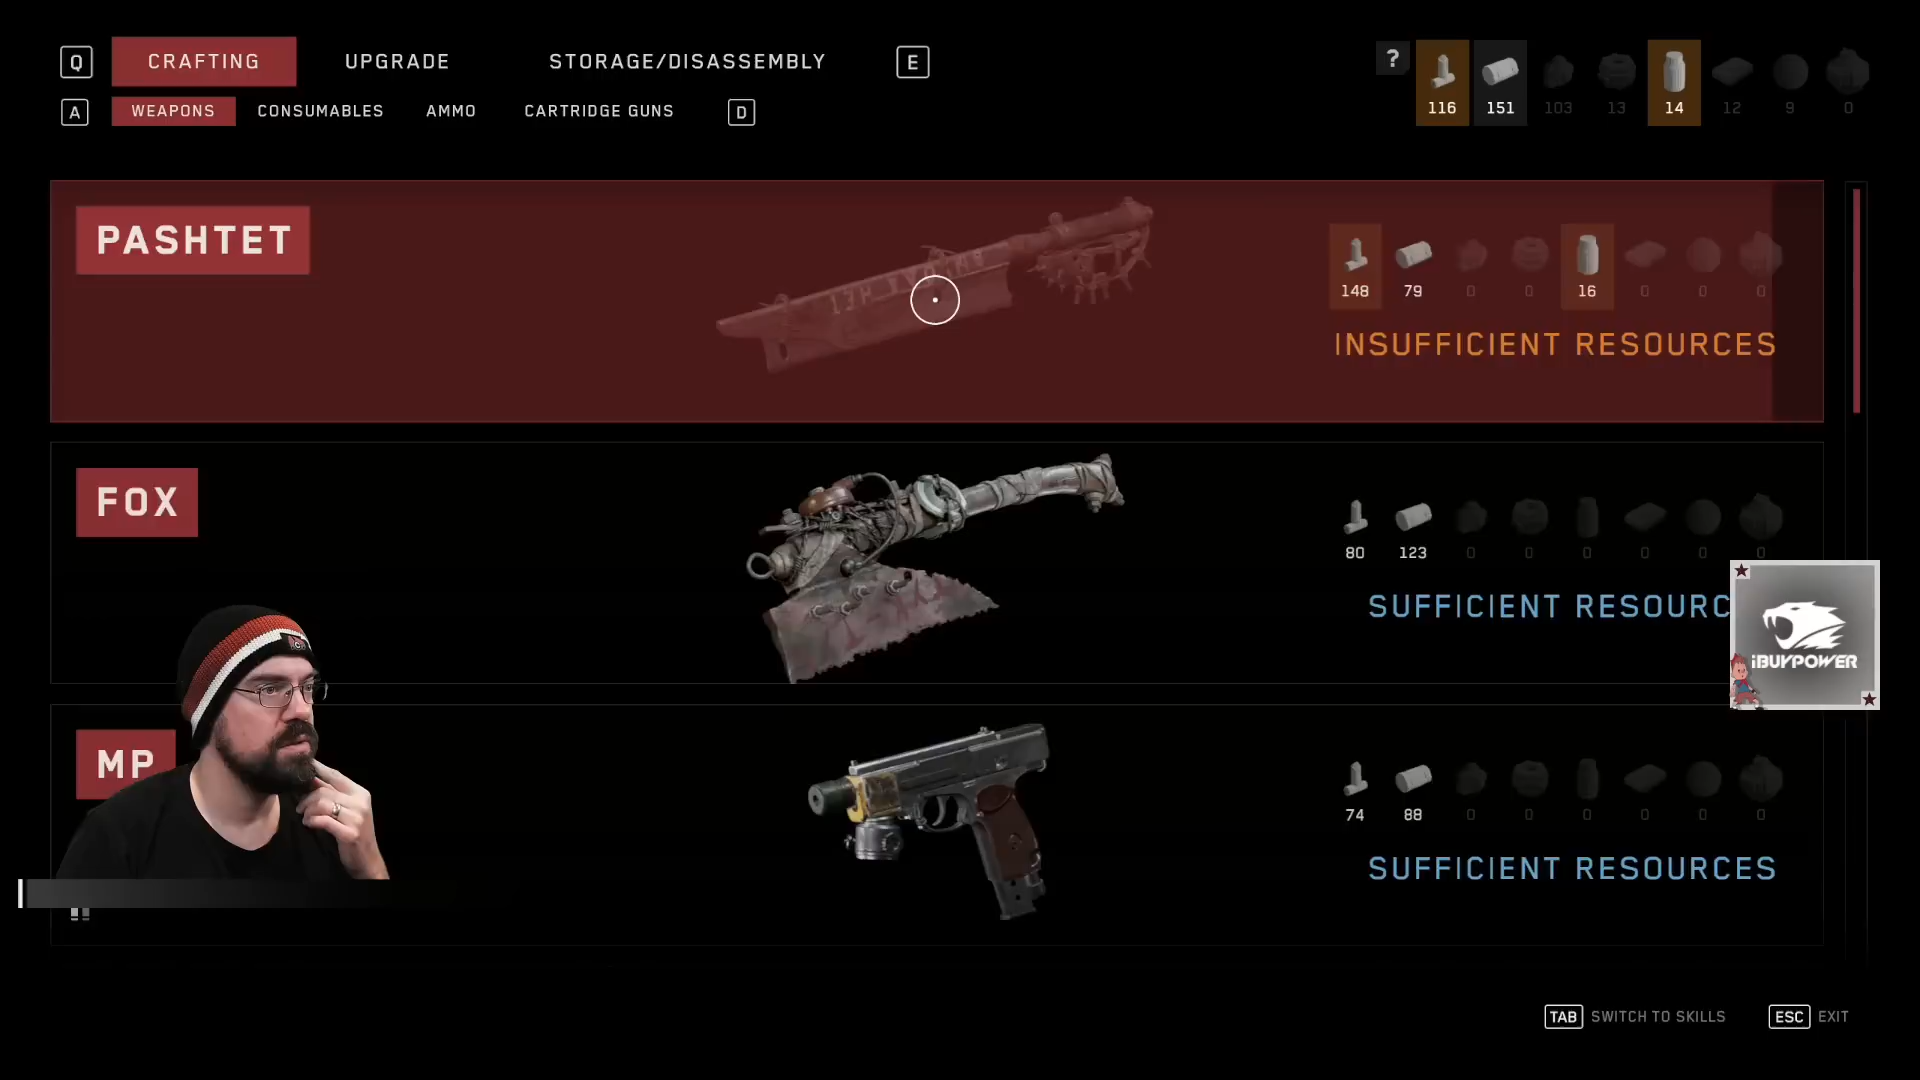 Q CRAFTING UPGRADE STORAGE/DISASSEMBLY E
A WEAPONS CONSUMABLES AMMO CARTRIDGE GUNS D
?
116 151 103 13 14 12 9 0
PASHTET
148 79 0 0 16 0 0 0
INSUFFICIENT RESOURCES
FOX
80 123 0 0 0 0 0 0
SUFFICIENT RESOURC
iBUYPOWER
MP
74 88 0 0 0 0 0 0
SUFFICIENT RESOURCES
TAB SWITCH TO SKILLS ESC EXIT